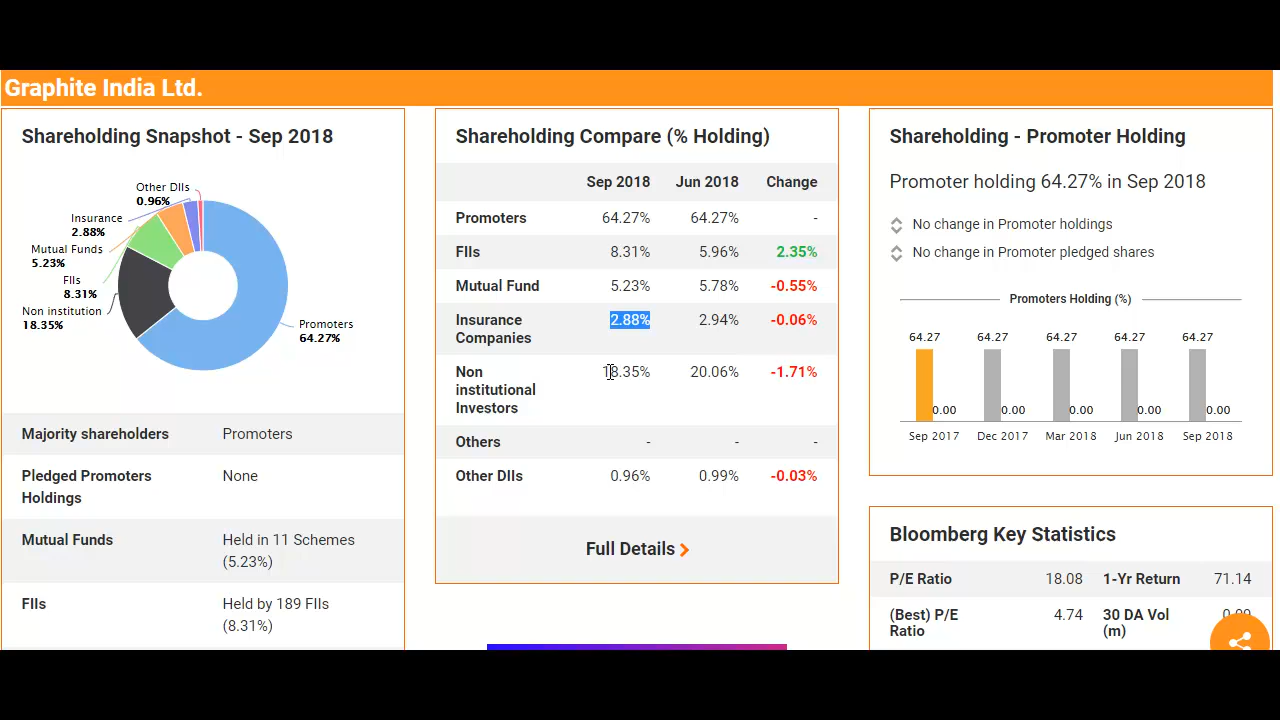 Graphite India Ltd.
Shareholding Snapshot - Sep 2018
Other DIIs
0.96%
Insurance
2.88%
Mutual Funds
5.23%
FIIs
8.31%
Non institution
18.35%
Promoters
64.27%
Majority shareholders Promoters
Pledged Promoters None
Holdings
Mutual Funds Held in 11 Schemes
(5.23%)
FIIs Held by 189 FIIs
(8.31%)
Shareholding Compare (% Holding)
Sep 2018 Jun 2018 Change
Promoters 64.27% 64.27% -
FIIs 8.31% 5.96% 2.35%
Mutual Fund 5.23% 5.78% -0.55%
Insurance 2.88% 2.94% -0.06%
Companies
Non 18.35% 20.06% -1.71%
institutional
Investors
Others - - -
Other DIIs 0.96% 0.99% -0.03%
Full Details
Shareholding - Promoter Holding
Promoter holding 64.27% in Sep 2018
No change in Promoter holdings
No change in Promoter pledged shares
Promoters Holding (%)
64.27 64.27 64.27 64.27 64.27
0.00 0.00 0.00 0.00 0.00
Sep 2017 Dec 2017 Mar 2018 Jun 2018 Sep 2018
Bloomberg Key Statistics
P/E Ratio 18.08 1-Yr Return 71.14
(Best) P/E 4.74 30 DA Vol
Ratio (m)